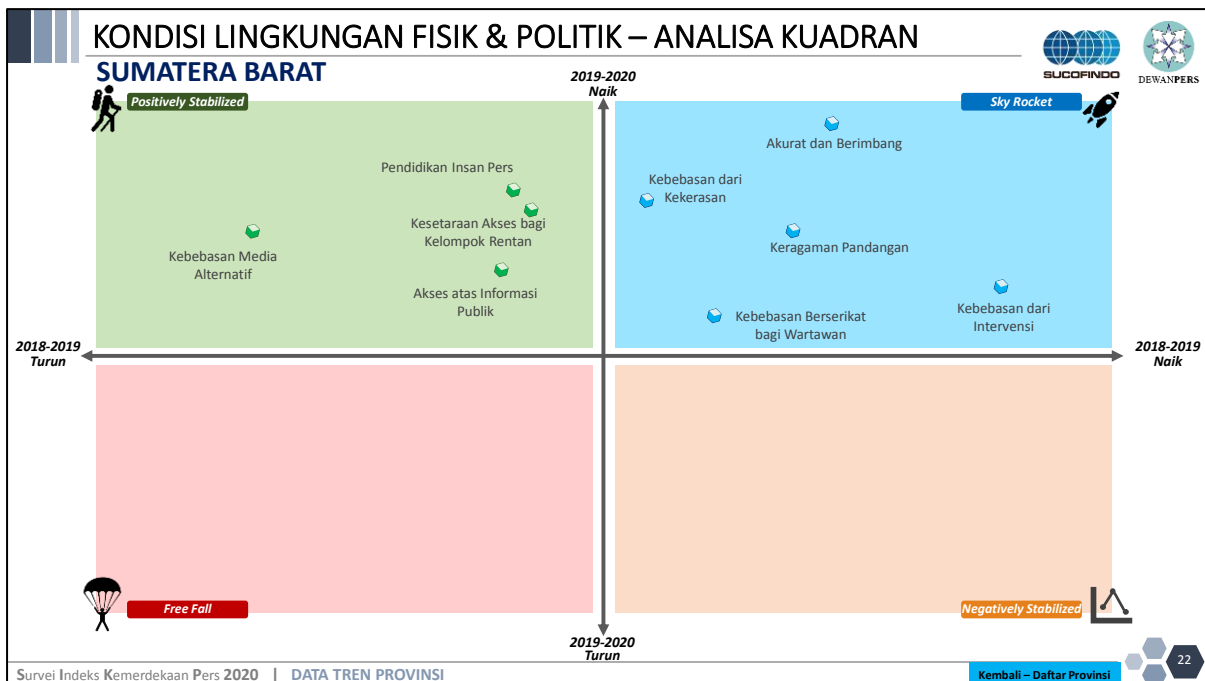 KONDISI LINGKUNGAN FISIK & POLITIK – ANALISA KUADRAN
SUMATERA BARAT
SUCOFINDO
DEWANPERS
2019-2020
Naik
Positively Stabilized
Sky Rocket
Akurat dan Berimbang
Pendidikan Insan Pers
Kebebasan dari
Kekerasan
Kesetaraan Akses bagi
Kelompok Rentan
Keragaman Pandangan
Kebebasan Media
Alternatif
Akses atas Informasi
Publik
Kebebasan Berserikat
bagi Wartawan
Kebebasan dari
Intervensi
2018-2019
Turun
2018-2019
Naik
Free Fall
Negatively Stabilized
2019-2020
Turun
Survei Indeks Kemerdekaan Pers 2020 | DATA TREN PROVINSI
Kembali – Daftar Provinsi
22